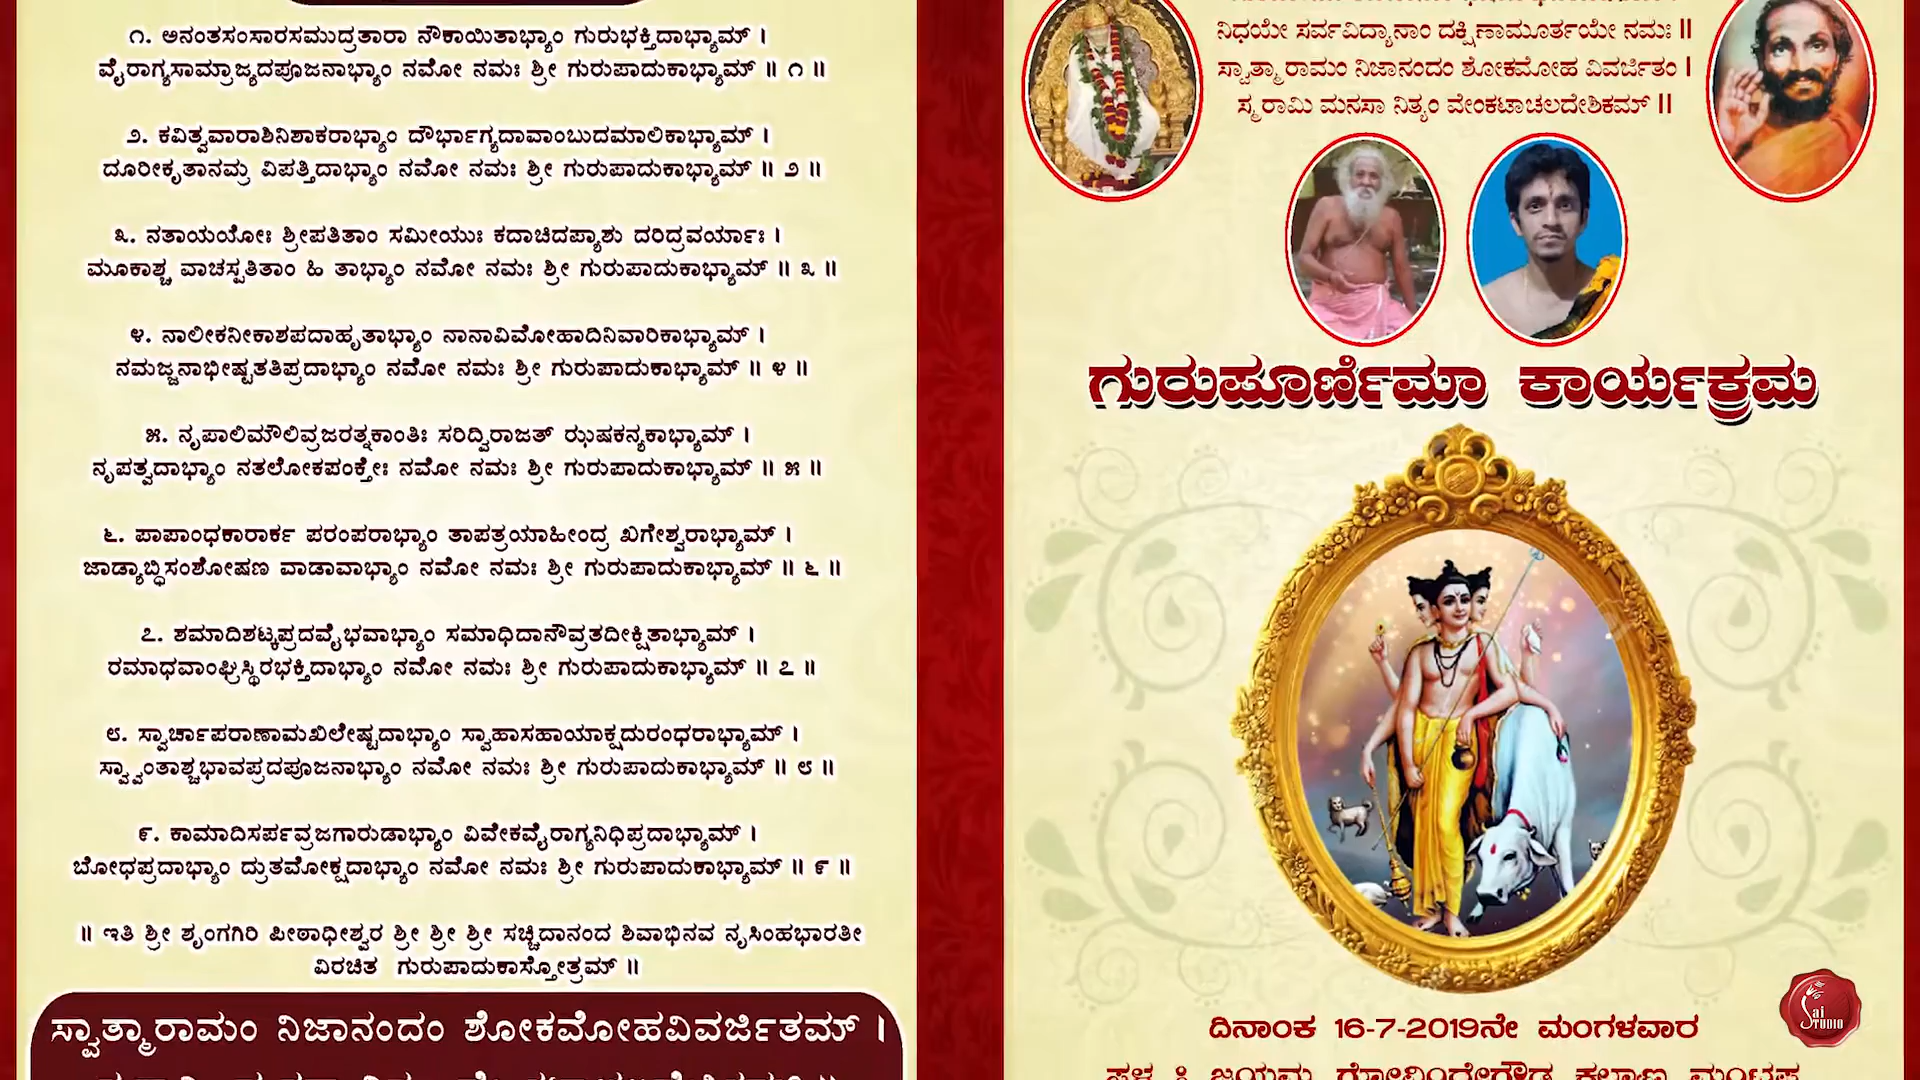 ೧. ಅನಂತಸಂಸಾರಸಮುದ್ರತಾರಾ ನೌಕಾಯಿತಾಭ್ಯಾಂ ಗುರುಭಕ್ತಿದಾಭ್ಯಾಮ್ ।
ವೈರಾಗ್ಯಸಾಮ್ರಾಜ್ಯದಪೂಜನಾಭ್ಯಾಂ ನಮೋ ನಮಃ ಶ್ರೀ ಗುರುಪಾದುಕಾಭ್ಯಾಮ್ ॥ ೧ ॥
೨. ಕವಿತ್ವವಾರಾಶಿನಿಶಾಕರಾಭ್ಯಾಂ ದೌರ್ಭಾಗ್ಯದಾವಾಂಬುದಮಾಲಿಕಾಭ್ಯಾಮ್ ।
ದೂರೀಕೃತಾನಮ್ರ ವಿಪತ್ತಿದಾಭ್ಯಾಂ ನಮೋ ನಮಃ ಶ್ರೀ ಗುರುಪಾದುಕಾಭ್ಯಾಮ್ ॥ ೨ ॥
೩. ನತಾಯಯೋಃ ಶ್ರೀಪತಿತಾಂ ಸಮೀಯುಃ ಕದಾಚಿದಪ್ಯಾಶು ದರಿದ್ರವರ್ಯಾಃ ।
ಮೂಕಾಶ್ಚ ವಾಚಸ್ಪತಿತಾಂ ಹಿ ತಾಭ್ಯಾಂ ನಮೋ ನಮಃ ಶ್ರೀ ಗುರುಪಾದುಕಾಭ್ಯಾಮ್ ॥ ೩ ॥
೪. ನಾಲೀಕನೀಕಾಶಪದಾಹೃತಾಭ್ಯಾಂ ನಾನಾವಿಮೋಹಾದಿನಿವಾರಿಕಾಭ್ಯಾಮ್ ।
ನಮಜ್ಜನಾಭೀಷ್ಟತತಿಪ್ರದಾಭ್ಯಾಂ ನಮೋ ನಮಃ ಶ್ರೀ ಗುರುಪಾದುಕಾಭ್ಯಾಮ್ ॥ ೪ ॥
೫. ನೃಪಾಲಿಮೌಲಿವ್ರಜರತ್ನಕಾಂತಿಃ ಸರಿದ್ವಿರಾಜತ್ ಝಷಕನ್ಯಕಾಭ್ಯಾಮ್ ।
ನೃಪತ್ವದಾಭ್ಯಾಂ ನತಲೋಕಪಂಕ್ತೇಃ ನಮೋ ನಮಃ ಶ್ರೀ ಗುರುಪಾದುಕಾಭ್ಯಾಮ್ ॥ ೫ ॥
೬. ಪಾಪಾಂಧಕಾರಾರ್ಕ ಪರಂಪರಾಭ್ಯಾಂ ತಾಪತ್ರಯಾಹೀಂದ್ರ ಖಗೇಶ್ವರಾಭ್ಯಾಮ್ ।
ಜಾಡ್ಯಾಬ್ಧಿಸಂಶೋಷಣ ವಾಡಾವಾಭ್ಯಾಂ ನಮೋ ನಮಃ ಶ್ರೀ ಗುರುಪಾದುಕಾಭ್ಯಾಮ್ ॥ ೬ ॥
೭. ಶಮಾದಿಶಟ್ಕಪ್ರದವೈಭವಾಭ್ಯಾಂ ಸಮಾಧಿದಾನೌವ್ರತದೀಕ್ಷಿತಾಭ್ಯಾಮ್ ।
ರಮಾಧವಾಂಘ್ರಿಸ್ಥಿರಭಕ್ತಿದಾಭ್ಯಾಂ ನಮೋ ನಮಃ ಶ್ರೀ ಗುರುಪಾದುಕಾಭ್ಯಾಮ್ ॥ ೭ ॥
೮. ಸ್ವಾರ್ಚಾಪರಾಣಾಮಖಿಲೇಷ್ಟದಾಭ್ಯಾಂ ಸ್ವಾಹಾಸಹಾಯಾಕ್ಷದುರಂಧರಾಭ್ಯಾಮ್ ।
ಸ್ವ್ವಾಂತಾಶ್ಚಭಾವಪ್ರದಪೂಜನಾಭ್ಯಾಂ ನಮೋ ನಮಃ ಶ್ರೀ ಗುರುಪಾದುಕಾಭ್ಯಾಮ್ ॥ ೮ ॥
೯. ಕಾಮಾದಿಸರ್ಪವ್ರಜಗಾರುಡಾಭ್ಯಾಂ ವಿವೇಕವೈರಾಗ್ಯನಿಧಿಪ್ರದಾಭ್ಯಾಮ್ ।
ಬೋಧಪ್ರದಾಭ್ಯಾಂ ದ್ರುತಮೋಕ್ಷದಾಭ್ಯಾಂ ನಮೋ ನಮಃ ಶ್ರೀ ಗುರುಪಾದುಕಾಭ್ಯಾಮ್ ॥ ೯ ॥
॥ ಇತಿ ಶ್ರೀ ಶೃಂಗಗಿರಿ ಪೀಠಾಧೀಶ್ವರ ಶ್ರೀ ಶ್ರೀ ಶ್ರೀ ಸಚ್ಚಿದಾನಂದ ಶಿವಾಭಿನವ ನೃಸಿಂಹಭಾರತೀ
ವಿರಚಿತ ಗುರುಪಾದುಕಾಸ್ತೋತ್ರಮ್ ॥
ಸ್ವಾತ್ಮಾರಾಮಂ ನಿಜಾನಂದಂ ಶೋಕಮೋಹವಿವರ್ಜಿತಮ್ ।
ನಿಧಯೇ ಸರ್ವವಿದ್ಯಾನಾಂ ದಕ್ಷಿಣಾಮೂರ್ತಯೇ ನಮಃ ॥
ಸ್ವಾತ್ಮಾರಾಮಂ ನಿಜಾನಂದಂ ಶೋಕಮೋಹ ವಿವರ್ಜಿತಂ ।
ಸ್ಮರಾಮಿ ಮನಸಾ ನಿತ್ಯಂ ವೇಂಕಟಾಚಲದೇಶಿಕಮ್ ॥
ಗುರುಪೂರ್ಣಿಮಾ ಕಾರ್ಯಕ್ರಮ
ದಿನಾಂಕ 16-7-2019ನೇ ಮಂಗಳವಾರ
Sai STUDIO